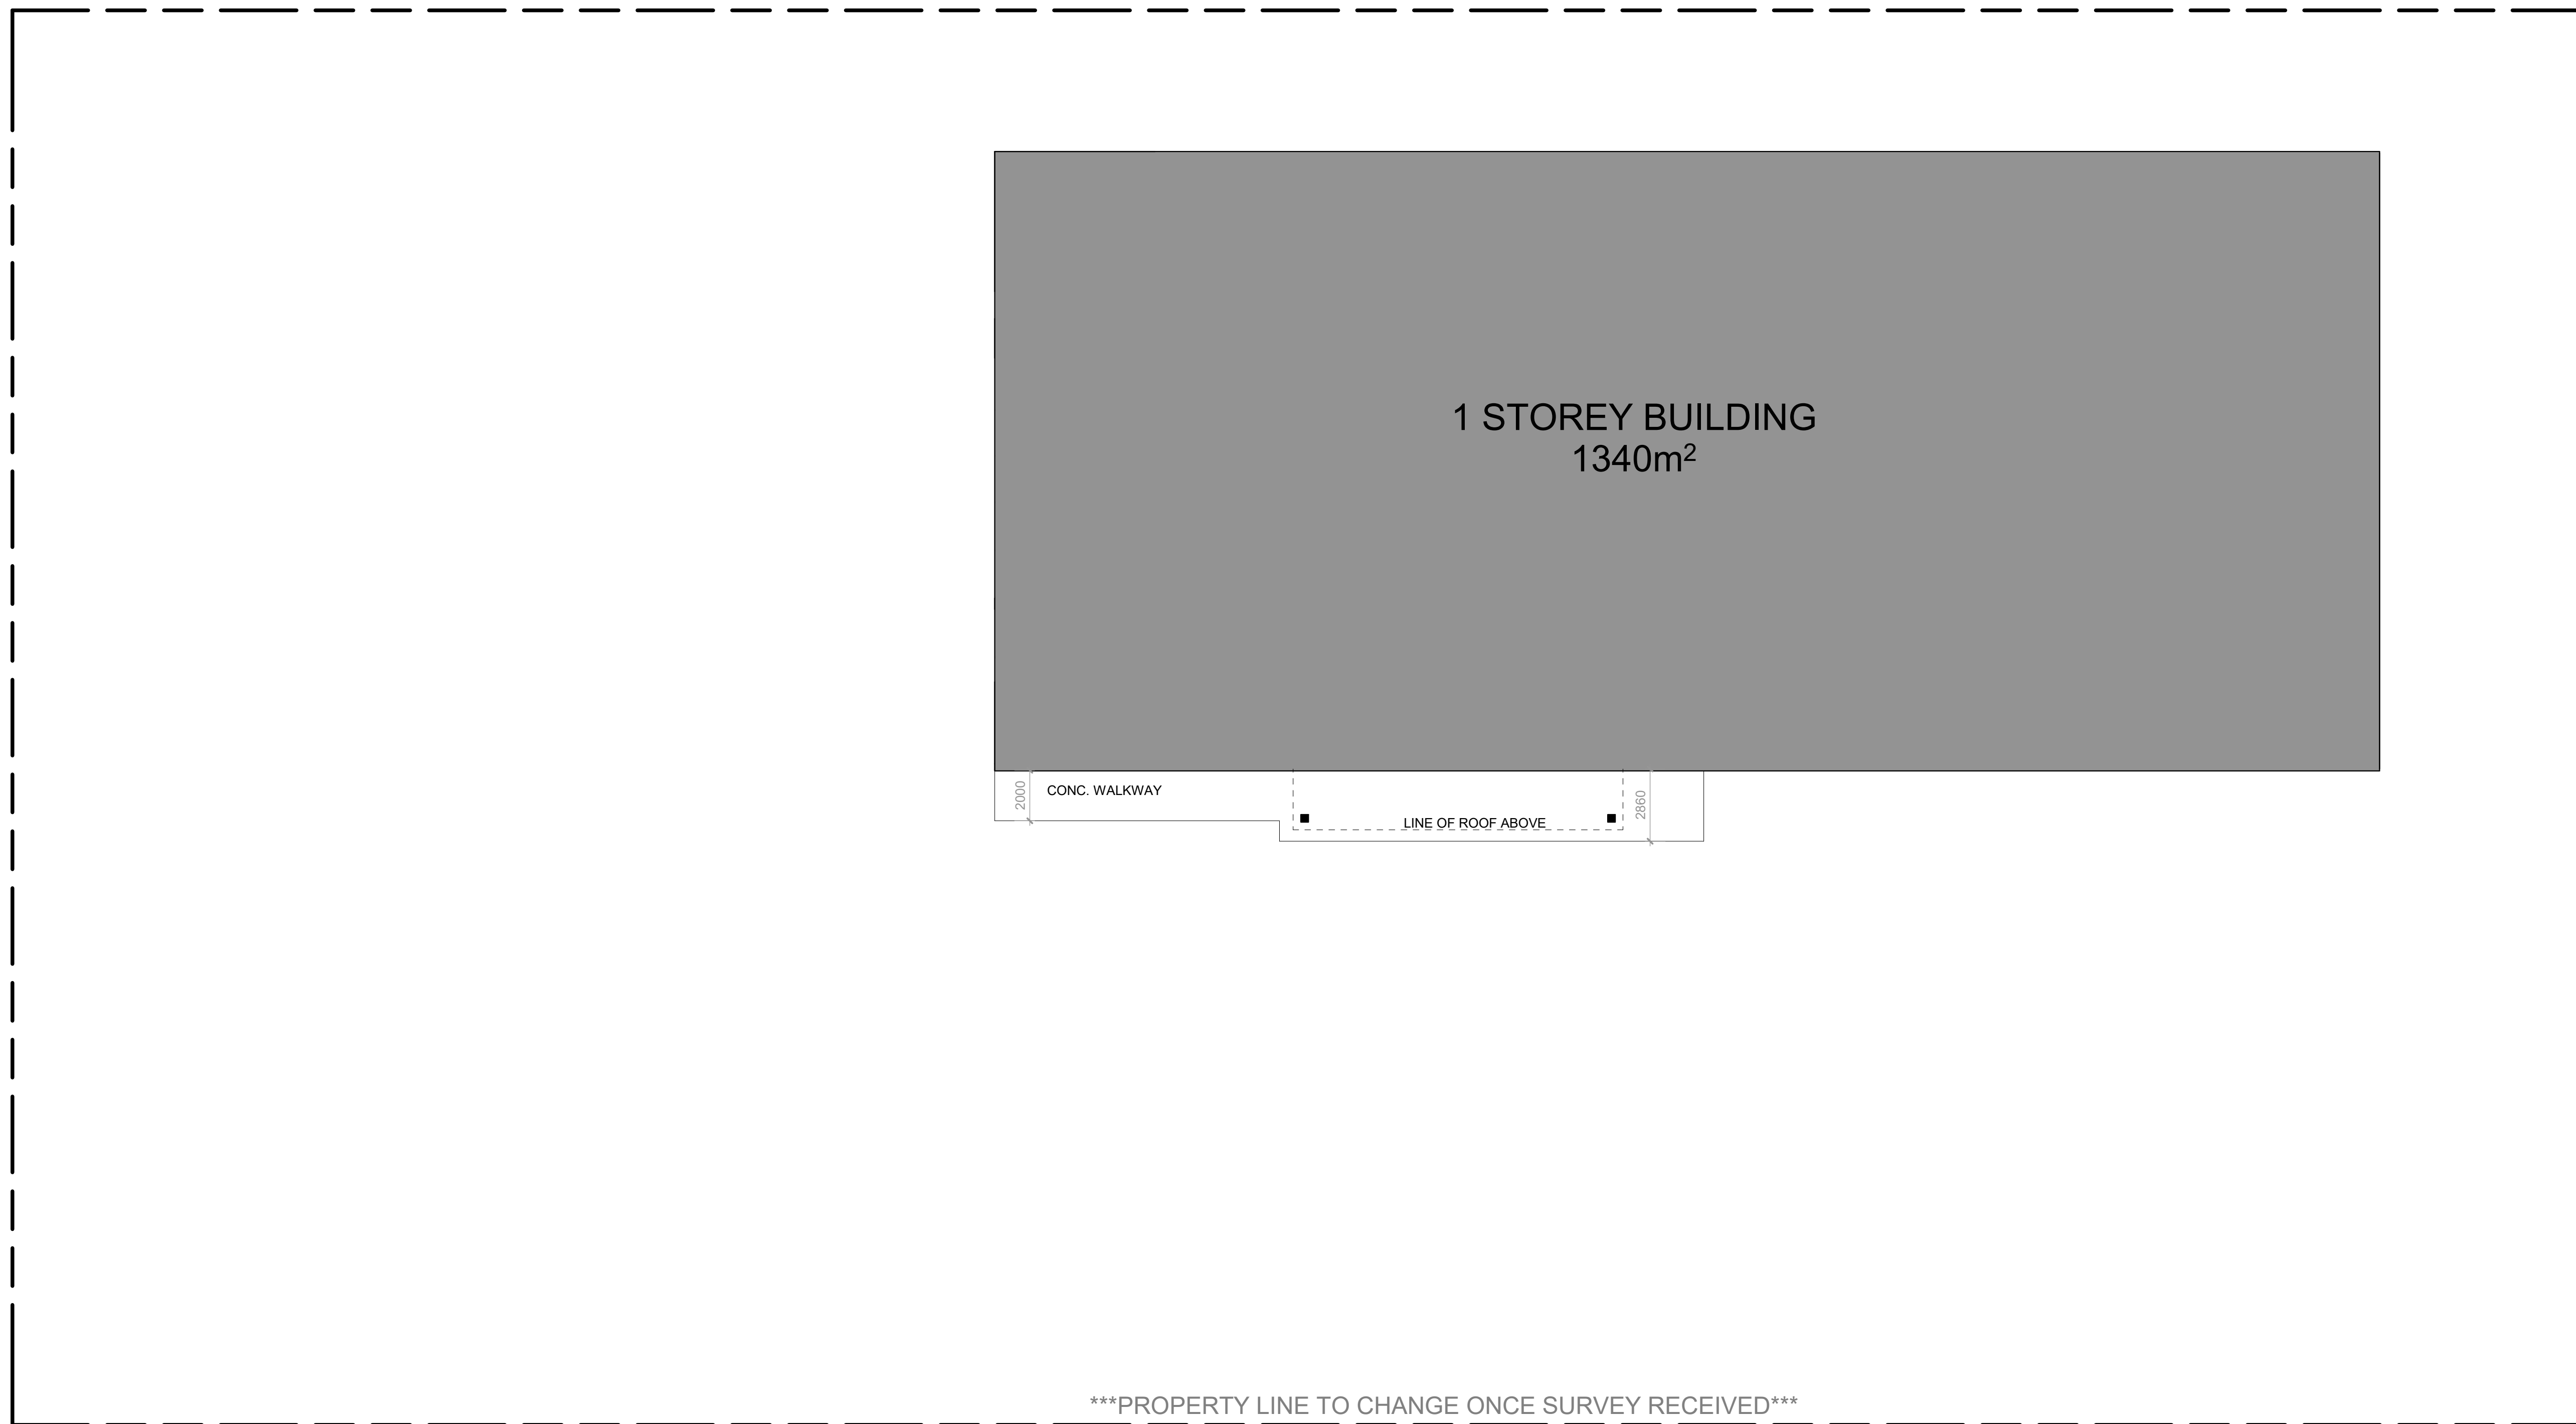 1 STOREY BUILDING
1340m²
2000
CONC. WALKWAY
LINE OF ROOF ABOVE
2860
***PROPERTY LINE TO CHANGE ONCE SURVEY RECEIVED***